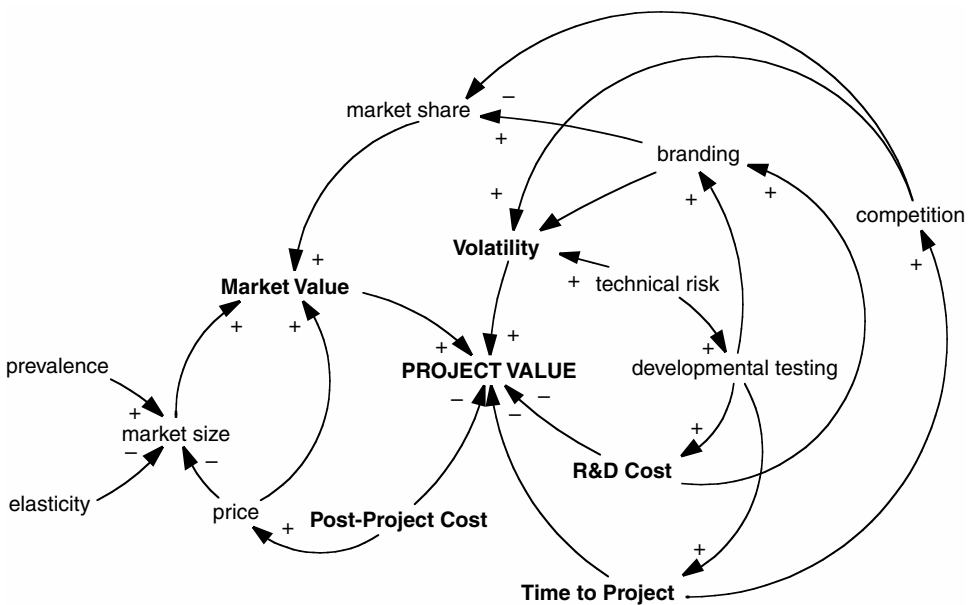 market share
−
+
branding
+
+
+
competition
+
Volatility
+
technical risk
+
Market Value
+
+
+
+
PROJECT VALUE
+
developmental testing
prevalence
+
market size
−
−
−
−
−
+
R&D Cost
elasticity
price
+
Post-Project Cost
+
Time to Project